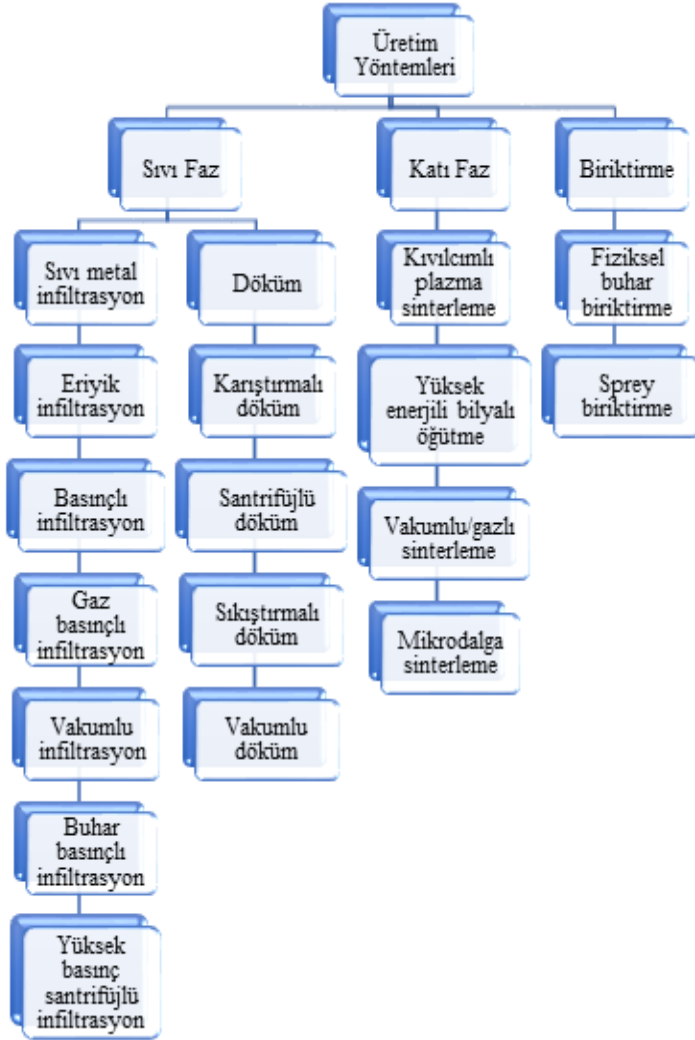 Üretim
Yöntemleri
Sıvı Faz
Katı Faz
Biriktirme
Sıvı metal
infiltrasyon
Eriyik
infiltrasyon
Basınçlı
infiltrasyon
Gaz
basınçlı
infiltrasyon
Vakumlu
infiltrasyon
Buhar
basınçlı
infiltrasyon
Yüksek
basınç
santrifüjlü
infiltrasyon
Döküm
Karıştırmalı
döküm
Santrifüjlü
döküm
Sıkıştırmalı
döküm
Vakumlu
döküm
Kıvılcımlı
plazma
sinterleme
Yüksek
enerjili bilyalı
öğütme
Vakumlu/gazlı
sinterleme
Mikrodalga
sinterleme
Fiziksel
buhar
biriktirme
Sprey
biriktirme